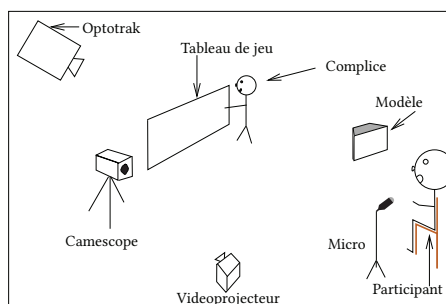 Optotrak
Tableau de jeu
Complice
Modèle
Camescope
Micro
Participant
Videoprojecteur